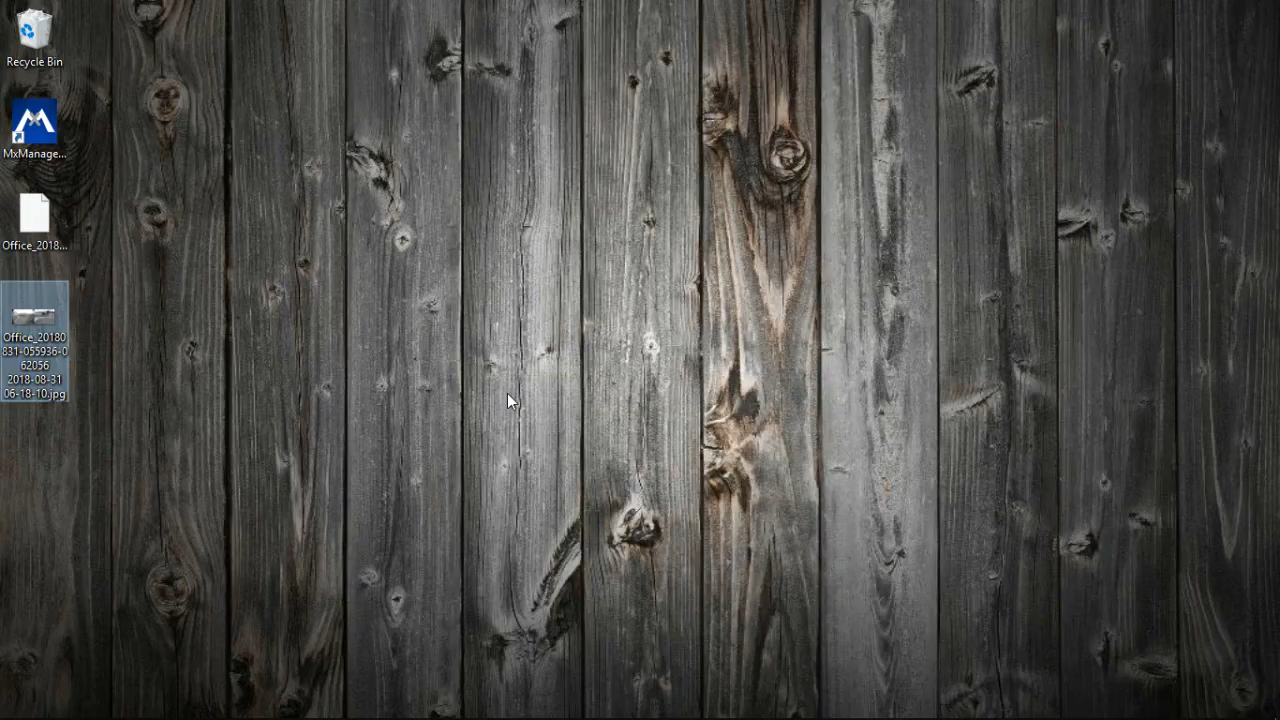 Recycle Bin
MxManage...
Office_2018...
Office_20180
831-055936-0
62056
2018-08-31
06-18-10.jpg